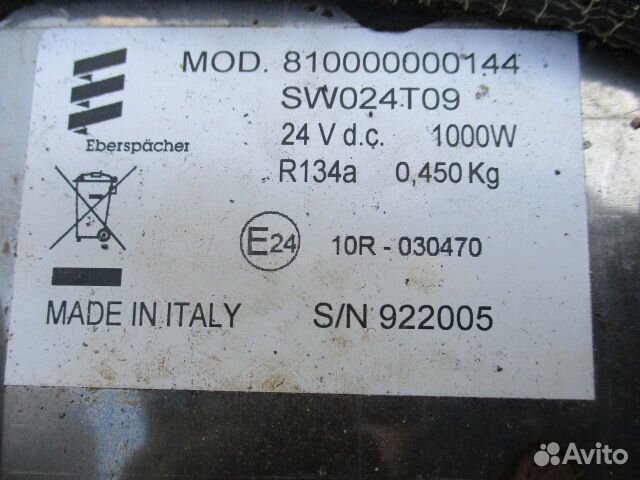 MOD. 810000000144
SW024T09
24 V d.c. 1000W
Eberspächer
R134a 0,450 Kg
E24 10R - 030470
MADE IN ITALY S/N 922005
Avito